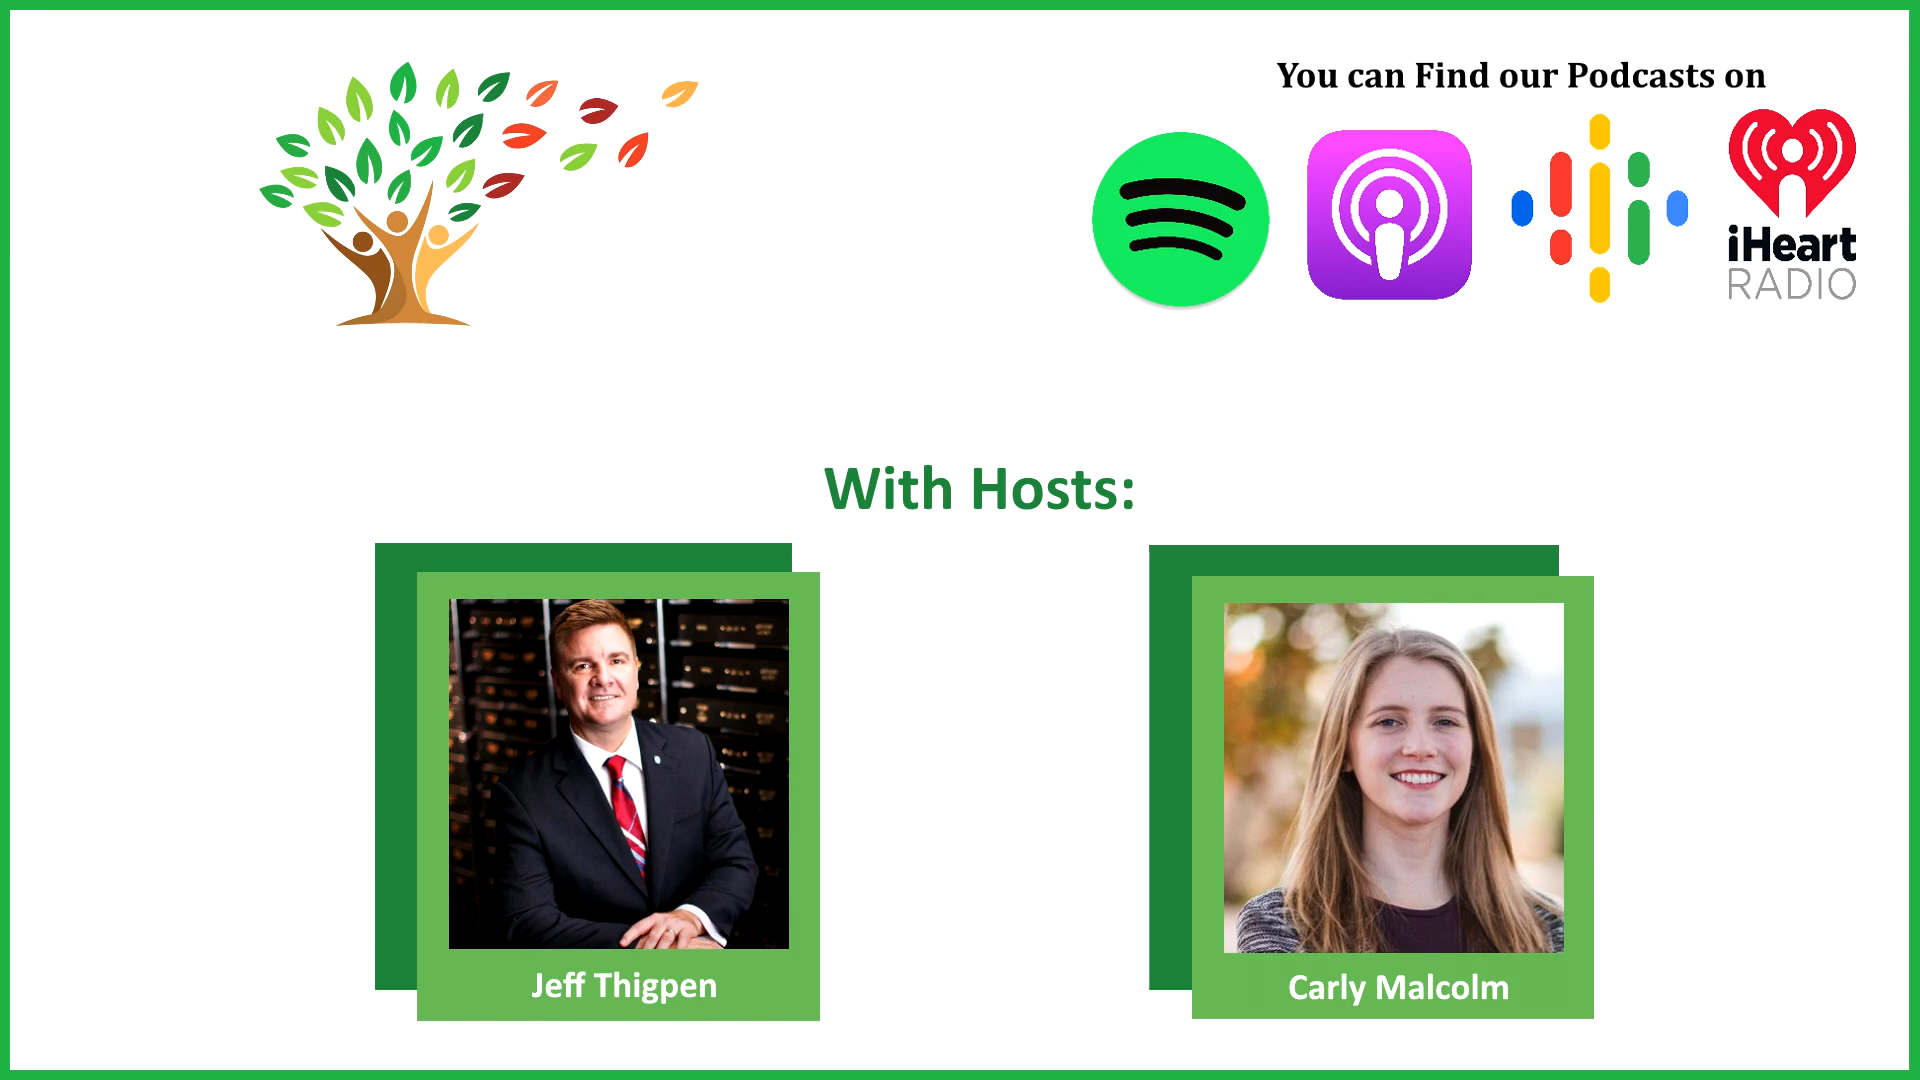 You can Find our Podcasts on
iHeart
RADIO
With Hosts:
Jeff Thigpen
Carly Malcolm